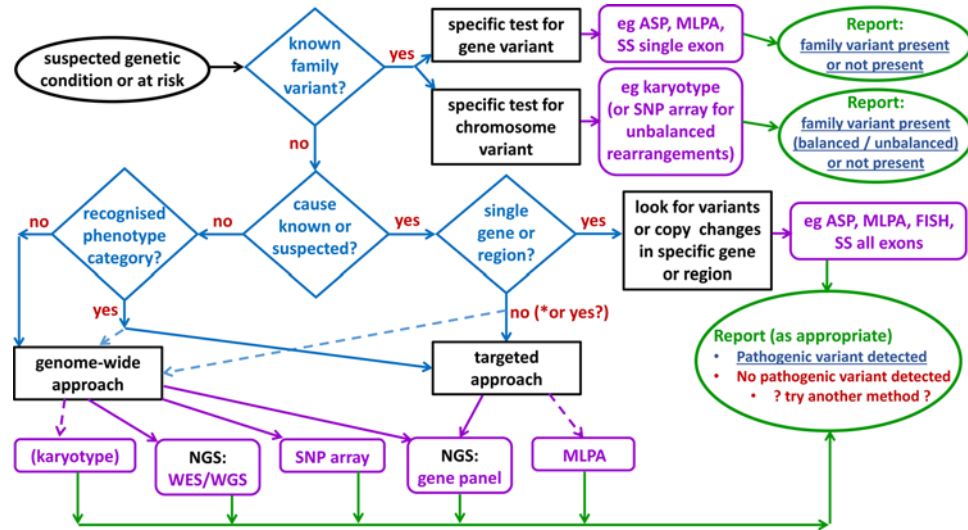 suspected genetic
condition or at risk
known
family
variant?
yes
no
specific test for
gene variant
eg ASP, MLPA,
SS single exon
Report:
family variant present
or not present
specific test for
chromosome
variant
eg karyotype
(or SNP array for
unbalanced
rearrangements)
Report:
family variant present
(balanced / unbalanced)
or not present
no
recognised
phenotype
category?
no
cause
known or
suspected?
yes
single
gene or
region?
yes
look for variants
or copy changes
in specific gene
or region
eg ASP, MLPA, FISH,
SS all exons
yes
no (*or yes?)
genome-wide
approach
targeted
approach
Report (as appropriate)
• Pathogenic variant detected
• No pathogenic variant detected
• ? try another method ?
(karyotype)
NGS:
WES/WGS
SNP array
NGS:
gene panel
MLPA